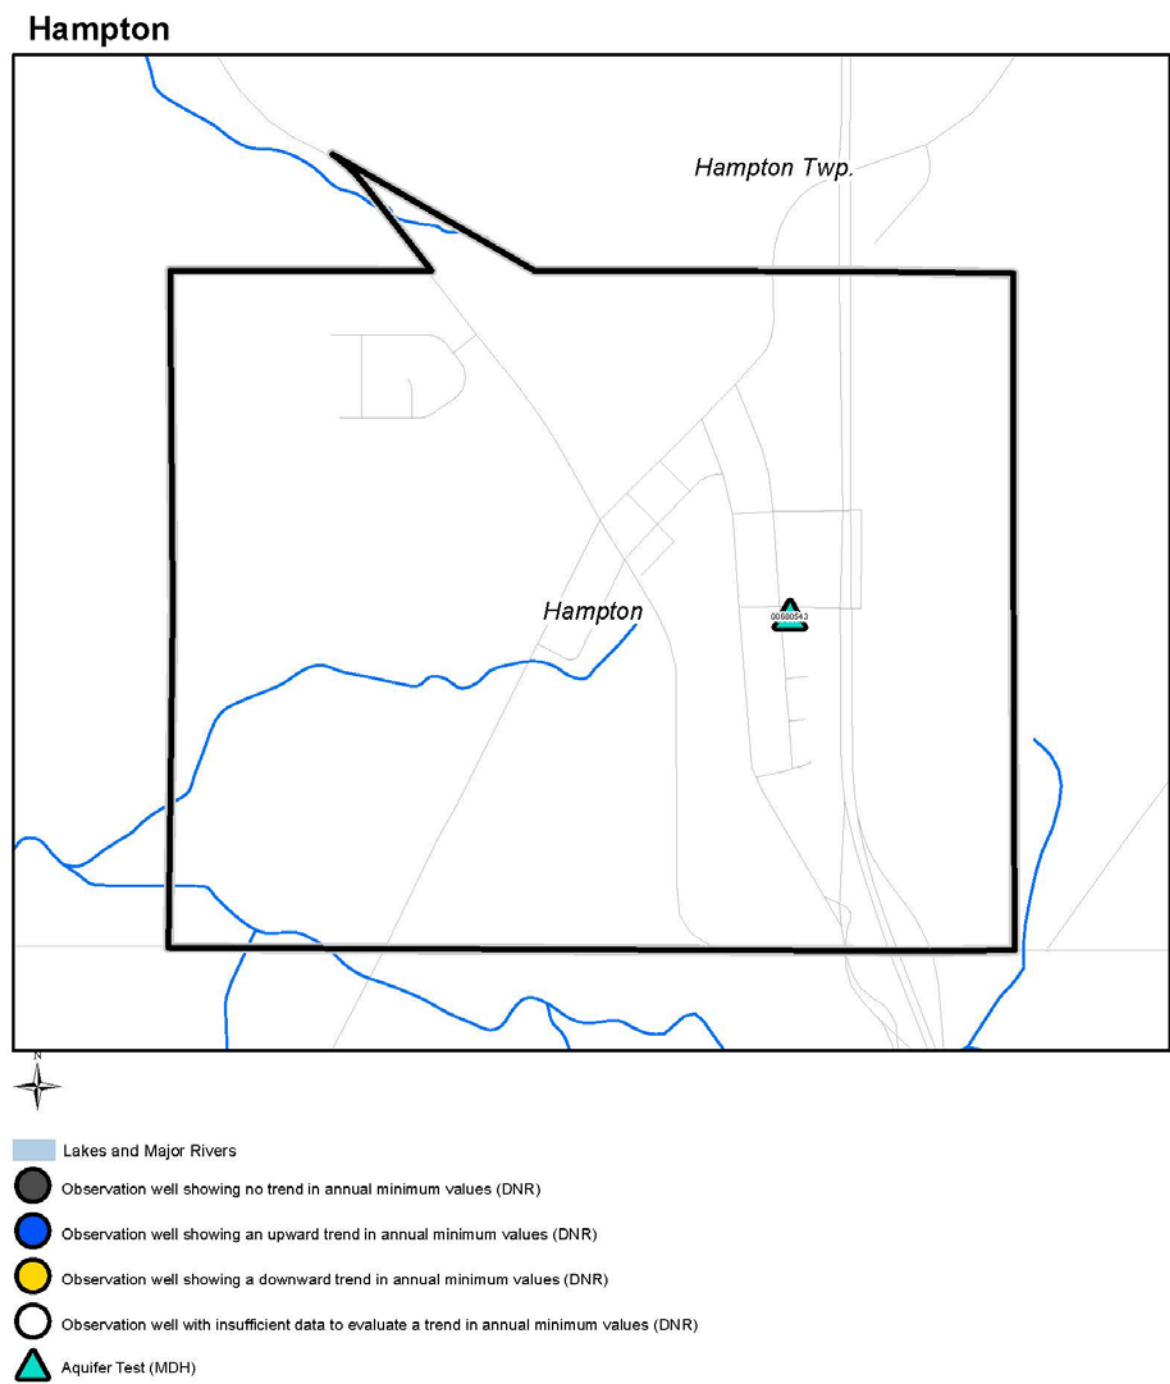 Hampton
Hampton Twp.
Hampton
00600543
N
Lakes and Major Rivers
Observation well showing no trend in annual minimum values (DNR)
Observation well showing an upward trend in annual minimum values (DNR)
Observation well showing a downward trend in annual minimum values (DNR)
Observation well with insufficient data to evaluate a trend in annual minimum values (DNR)
Aquifer Test (MDH)